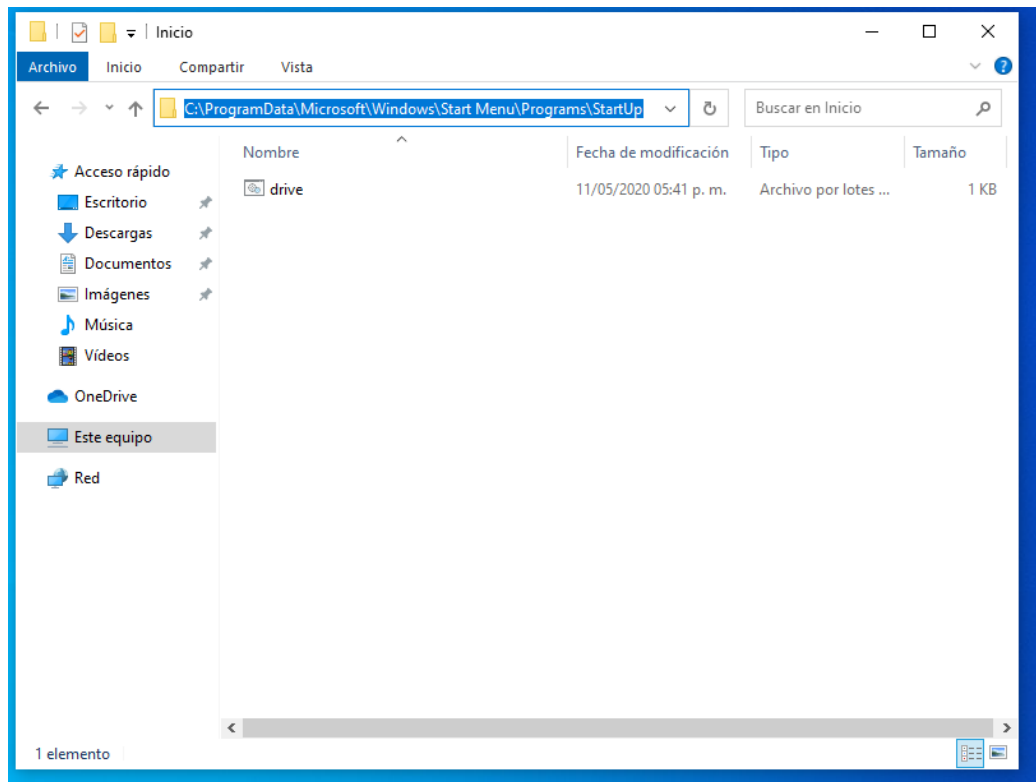 Inicio
Archivo Inicio Compartir Vista
C:\ProgramData\Microsoft\Windows\Start Menu\Programs\StartUp Buscar en Inicio
Nombre Fecha de modificación Tipo Tamaño
drive 11/05/2020 05:41 p. m. Archivo por lotes ... 1 KB
Acceso rápido
Escritorio
Descargas
Documentos
Imágenes
Música
Vídeos
OneDrive
Este equipo
Red
1 elemento